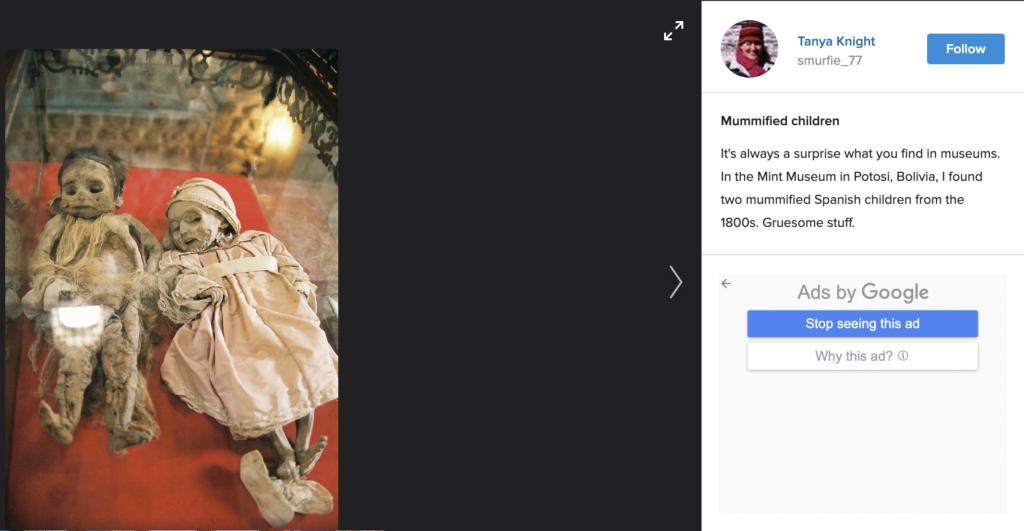 Tanya Knight
smurfie_77
Follow
Mummified children
It's always a surprise what you find in museums.
In the Mint Museum in Potosi, Bolivia, I found
two mummified Spanish children from the
1800s. Gruesome stuff.
Ads by Google
Stop seeing this ad
Why this ad?